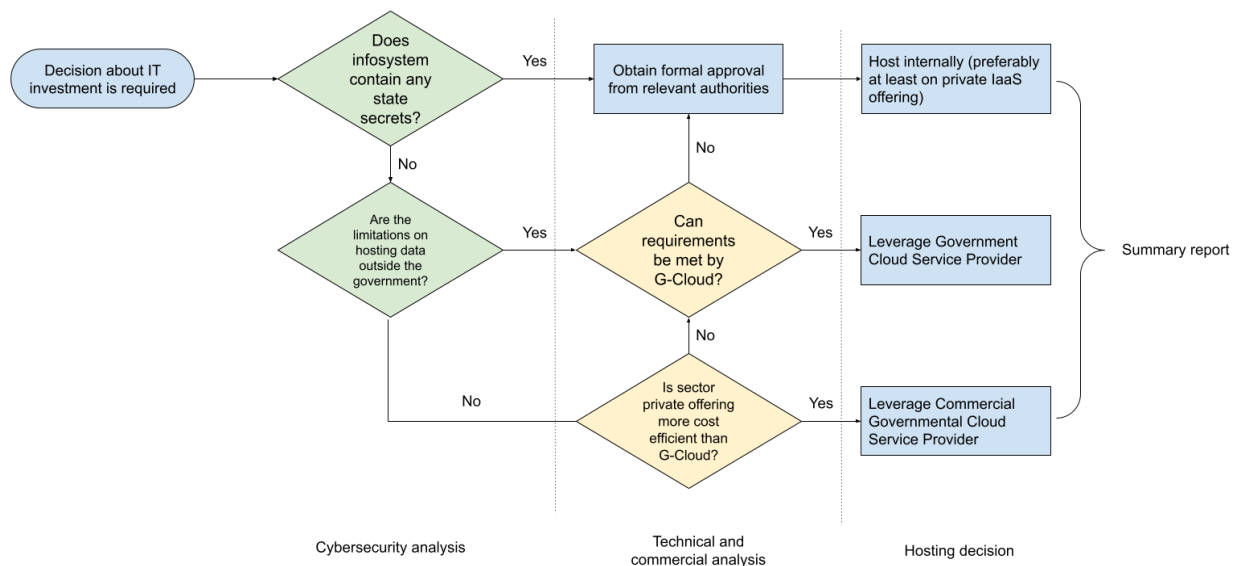 Decision about IT
investment is required
Does
infosystem
contain any
state
secrets?
Yes
Obtain formal approval
from relevant authorities
Host internally (preferably
at least on private IaaS
offering)
No
No
Are the
limitations on
hosting data
outside the
government?
Yes
Can
requirements
be met by
G-Cloud?
Yes
Leverage Government
Cloud Service Provider
Summary report
No
No
Is sector
private offering
more cost
efficient than
G-Cloud?
Yes
Leverage Commercial
Governmental Cloud
Service Provider
Cybersecurity analysis
Technical and
commercial analysis
Hosting decision